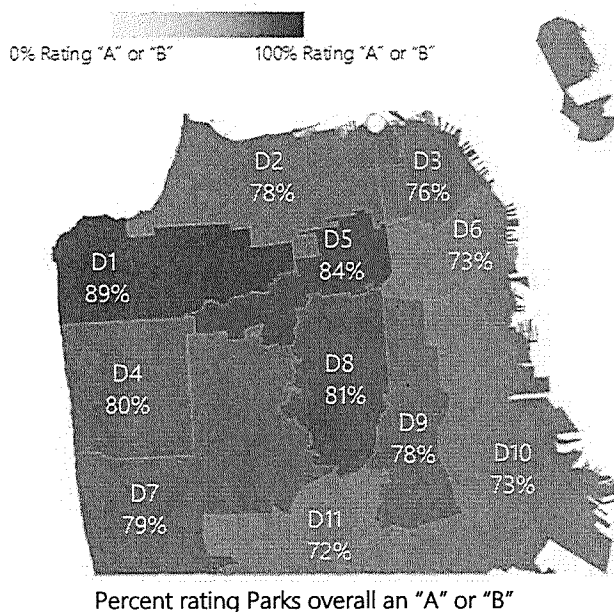 0% Rating "A" or "B" 100% Rating "A" or "B"
D2
78%
D3
76%
D6
73%
D5
84%
D1
89%
D8
81%
D4
80%
D9
78%
D10
73%
D7
79%
D11
72%
Percent rating Parks overall an "A" or "B"